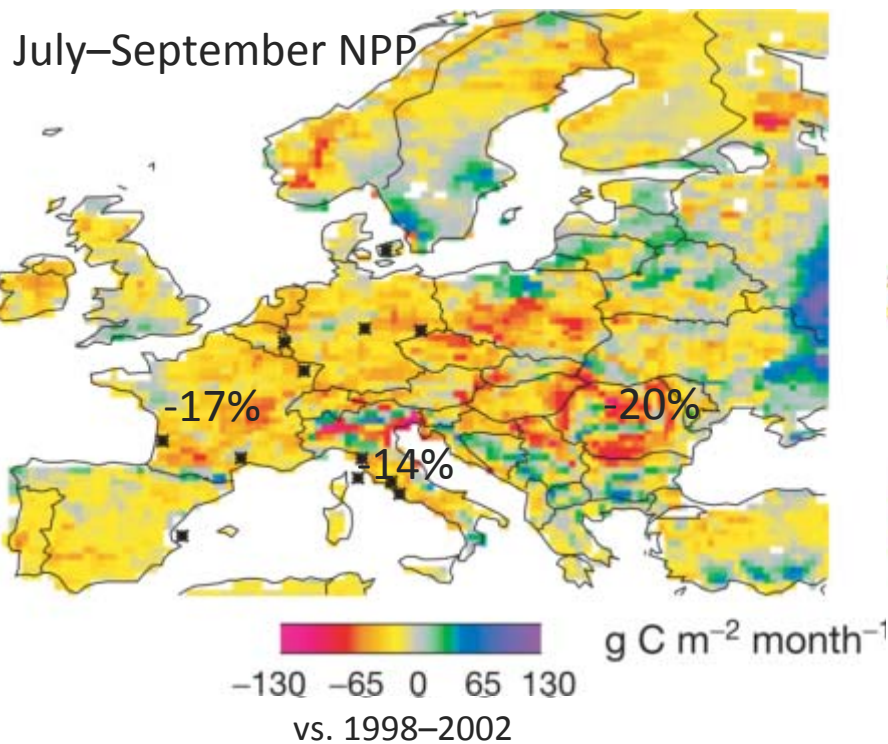 July–September NPP
-17%
-20%
-14%
g C m⁻² month⁻¹
−130 −65 0 65 130
vs. 1998–2002